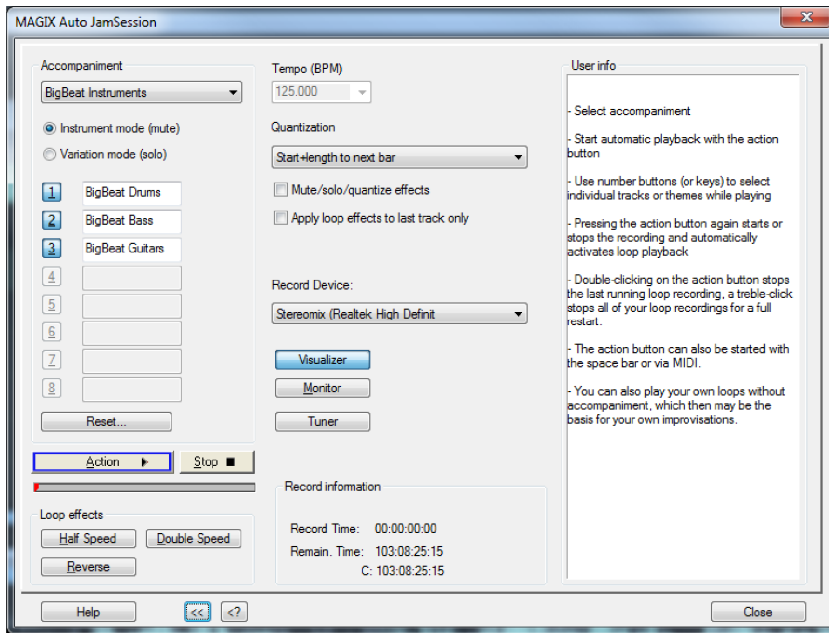 MAGIX Auto JamSession
Accompaniment
BigBeat Instruments
Instrument mode (mute)
Variation mode (solo)
1 BigBeat Drums
2 BigBeat Bass
3 BigBeat Guitars
4
5
6
7
8
Reset...
Action
Stop
Loop effects
Half Speed Double Speed
Reverse
Tempo (BPM)
125.000
Quantization
Start+length to next bar
Mute/solo/quantize effects
Apply loop effects to last track only
Record Device:
Stereomix (Realtek High Definit
Visualizer
Monitor
Tuner
Record information
Record Time: 00:00:00:00
Remain. Time: 103:08:25:15
C: 103:08:25:15
User info
- Select accompaniment
- Start automatic playback with the action
button
- Use number buttons (or keys) to select
individual tracks or themes while playing
- Pressing the action button again starts or
stops the recording and automatically
activates loop playback
- Double-clicking on the action button stops
the last running loop recording, a treble-click
stops all of your loop recordings for a full
restart.
- The action button can also be started with
the space bar or via MIDI.
- You can also play your own loops without
accompaniment, which then may be the
basis for your own improvisations.
Help << <? Close